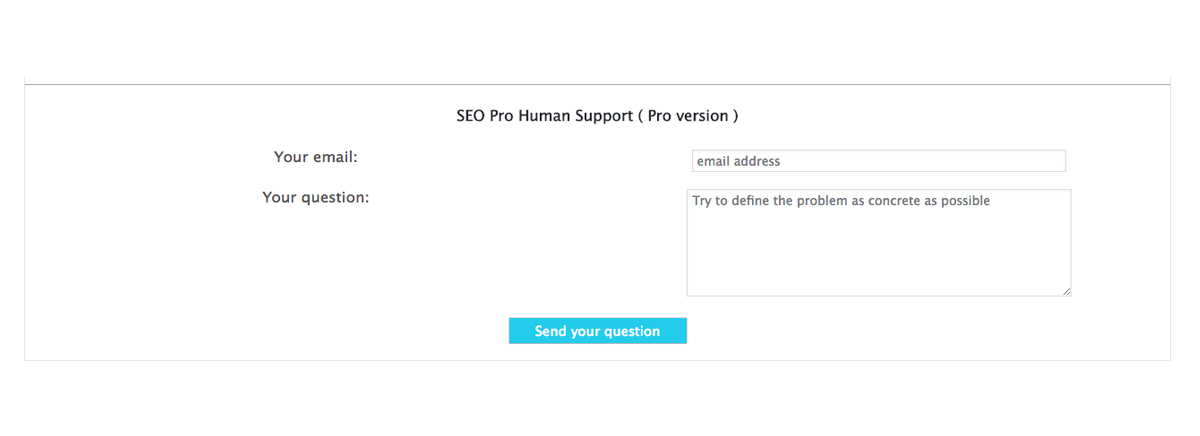 SEO Pro Human Support ( Pro version )
Your email:
email address
Your question:
Try to define the problem as concrete as possible
Send your question